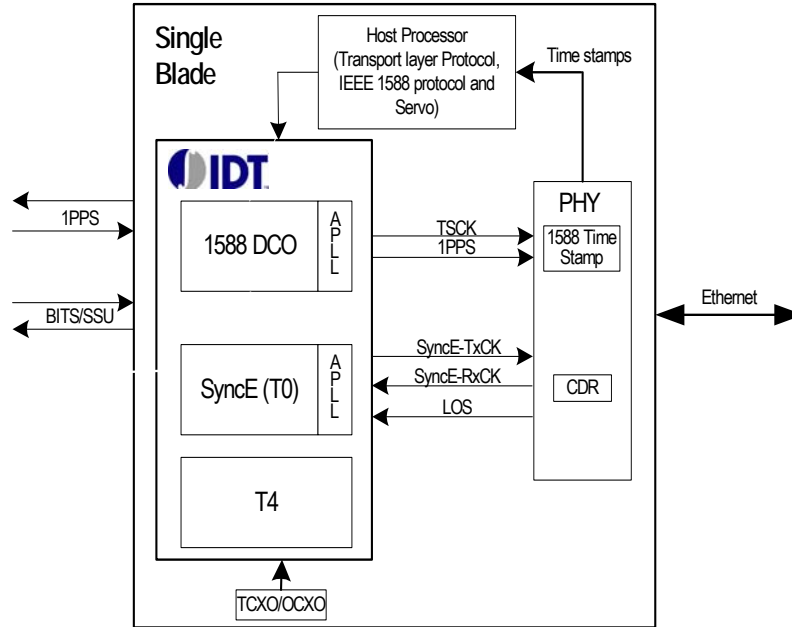 Single
Blade
Host Processor
(Transport layer Protocol,
IEEE 1588 protocol and
Servo)
Time stamps
IDT
1PPS
1588 DCO
APLL
TSCK
1PPS
PHY
1588 Time
Stamp
BITS/SSU
Ethernet
SyncE (T0)
APLL
SyncE-TxCK
SyncE-RxCK
LOS
CDR
T4
TCXO/OCXO